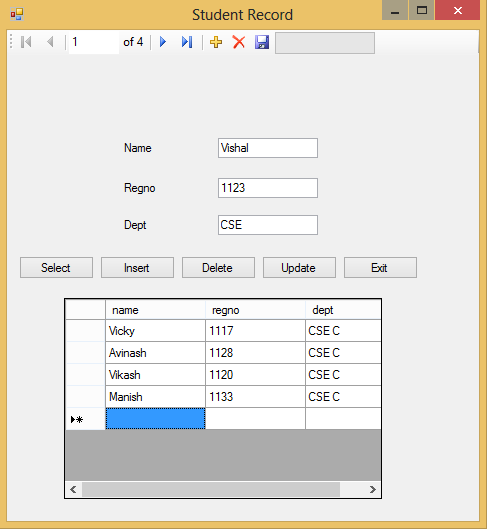 Student Record
1 of 4
Name Vishal
Regno 1123
Dept CSE
Select Insert Delete Update Exit
name regno dept
Vicky 1117 CSE C
Avinash 1128 CSE C
Vikash 1120 CSE C
Manish 1133 CSE C